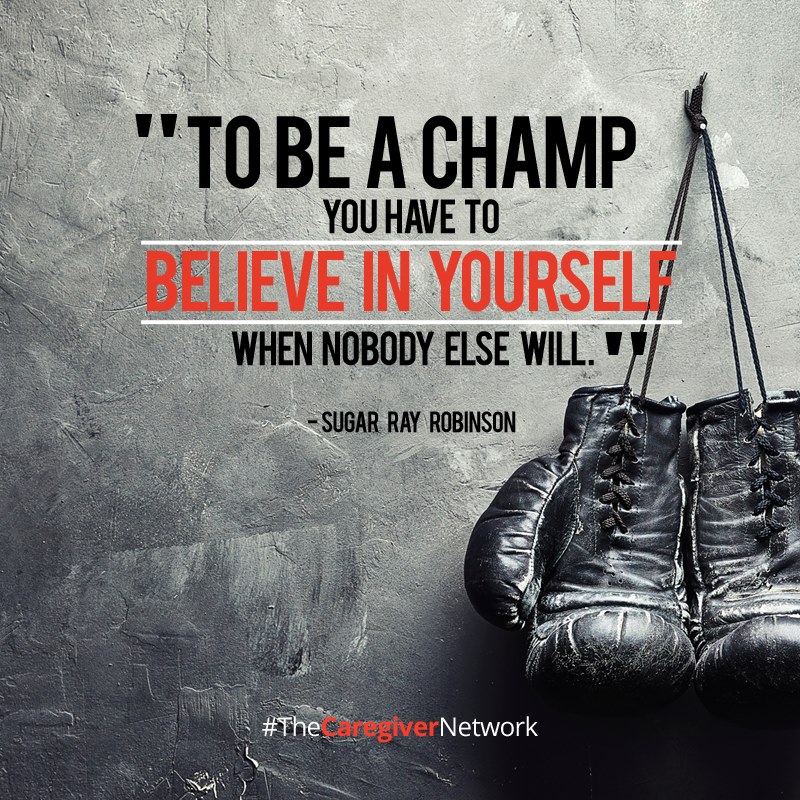 "TO BE A CHAMP
YOU HAVE TO
BELIEVE IN YOURSELF
WHEN NOBODY ELSE WILL."
- SUGAR RAY ROBINSON
#TheCaregiverNetwork